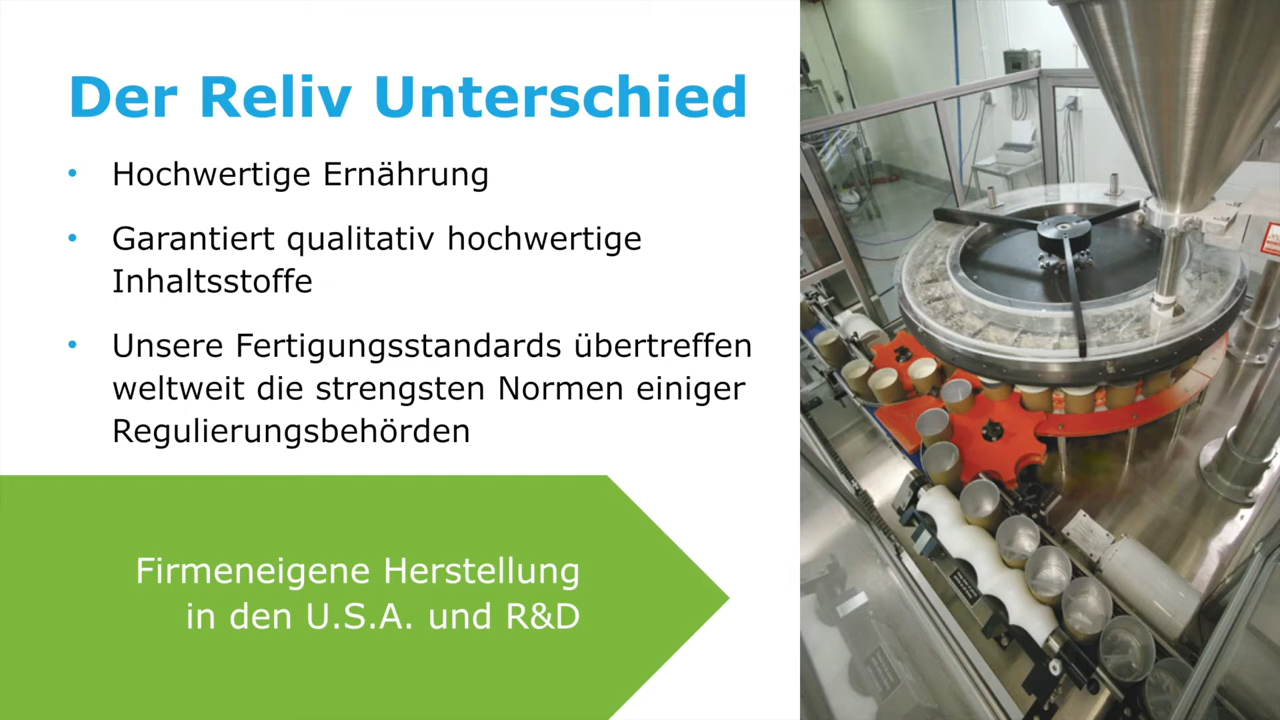 Der Reliv Unterschied
• Hochwertige Ernährung
• Garantiert qualitativ hochwertige
Inhaltsstoffe
• Unsere Fertigungsstandards übertreffen
weltweit die strengsten Normen einiger
Regulierungsbehörden
Firmeneigene Herstellung
in den U.S.A. und R&D